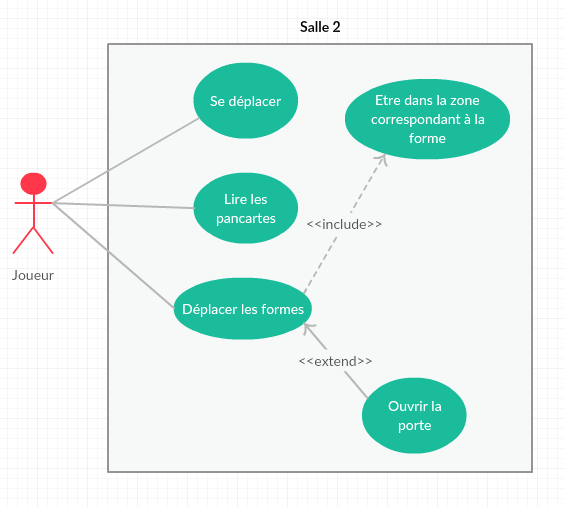 Salle 2
Se déplacer
Etre dans la zone
correspondant à la
forme
Lire les
pancartes
<<include>>
Joueur
Déplacer les formes
<<extend>>
Ouvrir la
porte